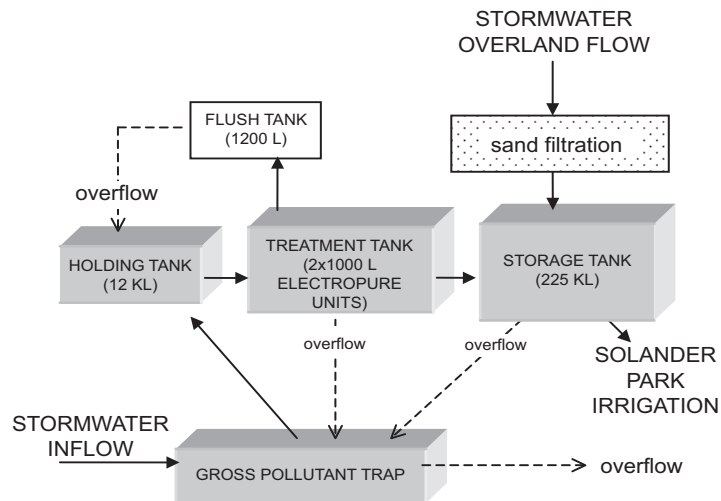 STORMWATER
OVERLAND FLOW
FLUSH TANK
(1200 L)
sand filtration
overflow
HOLDING TANK
(12 KL)
TREATMENT TANK
(2x1000 L
ELECTROPURE
UNITS)
STORAGE TANK
(225 KL)
overflow
overflow
SOLANDER
PARK
IRRIGATION
STORMWATER
INFLOW
GROSS POLLUTANT TRAP
overflow